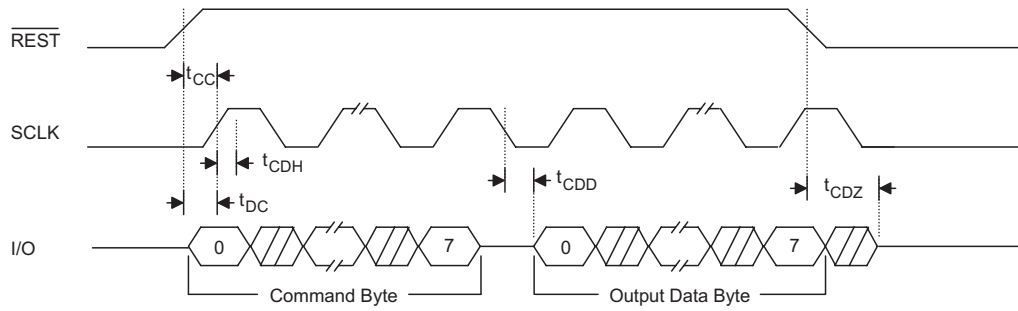 REST
tCC
SCLK
tCDH
tCDD
tCDZ
tDC
I/O
0
7
0
7
Command Byte
Output Data Byte